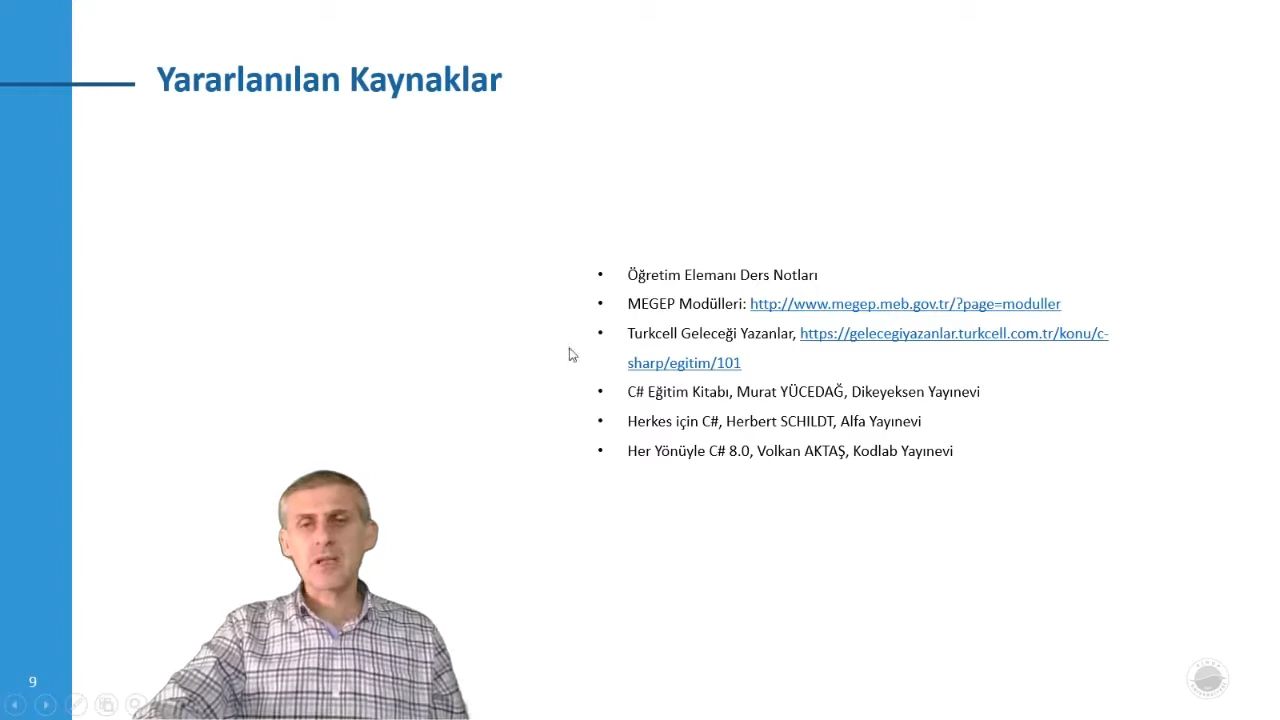 Yararlanılan Kaynaklar
• Öğretim Elemanı Ders Notları
• MEGEP Modülleri: http://www.megep.meb.gov.tr/?page=moduller
• Turkcell Geleceği Yazanlar, https://gelecegiyazanlar.turkcell.com.tr/konu/c-
sharp/egitim/101
• C# Eğitim Kitabı, Murat YÜCEDAĞ, Dikeyeksen Yayınevi
• Herkes için C#, Herbert SCHILDT, Alfa Yayınevi
• Her Yönüyle C# 8.0, Volkan AKTAŞ, Kodlab Yayınevi
9